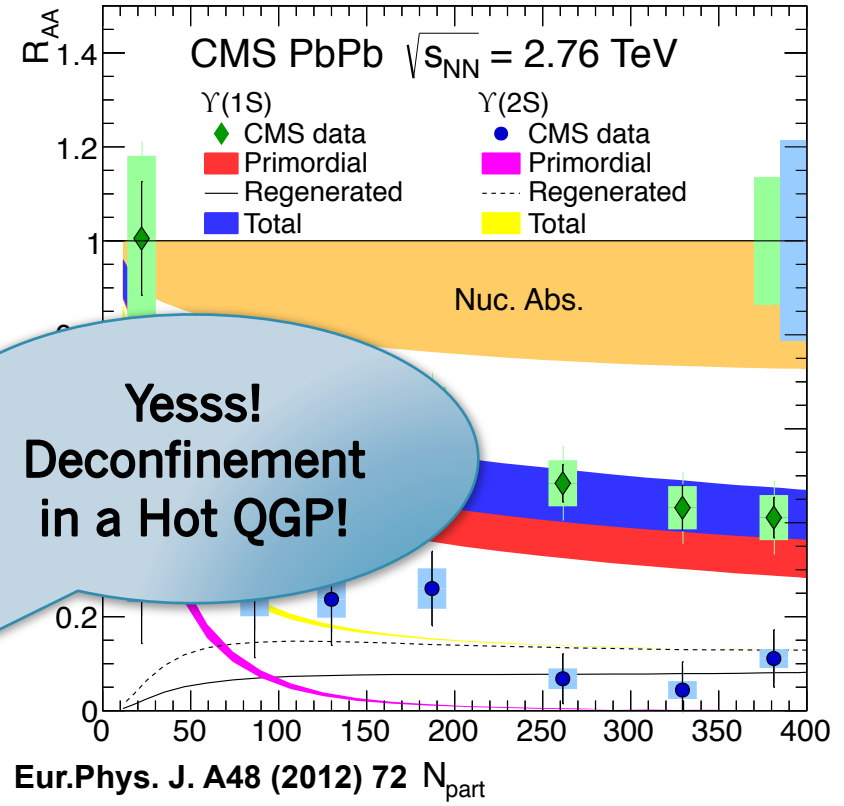 R_AA
CMS PbPb √s_NN = 2.76 TeV
ϒ(1S) ϒ(2S)
CMS data CMS data
Primordial Primordial
Regenerated Regenerated
Total Total
1.4
1.2
1
0.2
0
Nuc. Abs.
Yesss!
Deconfinement
in a Hot QGP!
0 50 100 150 200 250 300 350 400
Eur.Phys. J. A48 (2012) 72 N_part